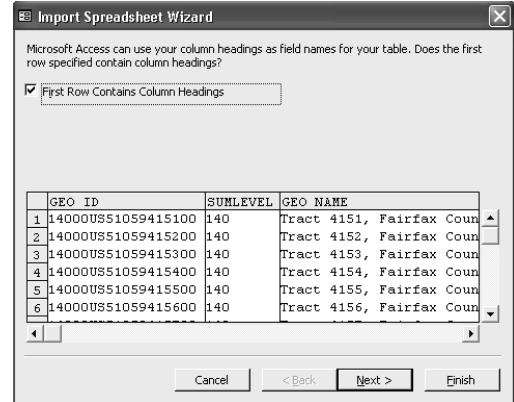 Import Spreadsheet Wizard
Microsoft Access can use your column headings as field names for your table. Does the first
row specified contain column headings?
First Row Contains Column Headings
GEO ID SUMLEVEL GEO NAME
1 14000US51059415100 140 Tract 4151, Fairfax Coun
2 14000US51059415200 140 Tract 4152, Fairfax Coun
3 14000US51059415300 140 Tract 4153, Fairfax Coun
4 14000US51059415400 140 Tract 4154, Fairfax Coun
5 14000US51059415500 140 Tract 4155, Fairfax Coun
6 14000US51059415600 140 Tract 4156, Fairfax Coun
Cancel < Back Next > Finish